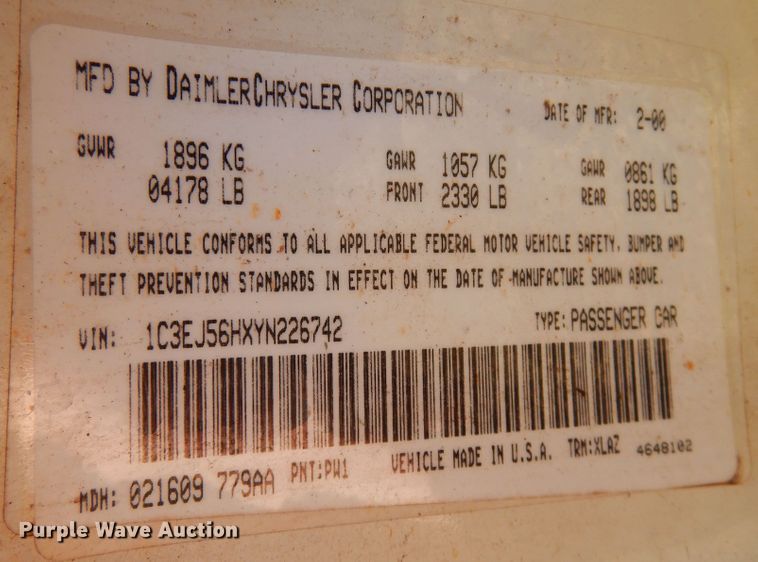 MFD BY DAIMLERCHRYSLER CORPORATION DATE OF MFR: 2-00
GVWR 1896 KG GAWR 1057 KG GAWR 0861 KG
04178 LB FRONT 2330 LB REAR 1898 LB
THIS VEHICLE CONFORMS TO ALL APPLICABLE FEDERAL MOTOR VEHICLE SAFETY, BUMPER AND
THEFT PREVENTION STANDARDS IN EFFECT ON THE DATE OF MANUFACTURE SHOWN ABOVE.
VIN: 1C3EJ56HXYN226742 TYPE: PASSENGER CAR
MDH: 021609 779AA PNT:PW1 VEHICLE MADE IN U.S.A. TRM:XLAZ 4648102
Purple Wave Auction